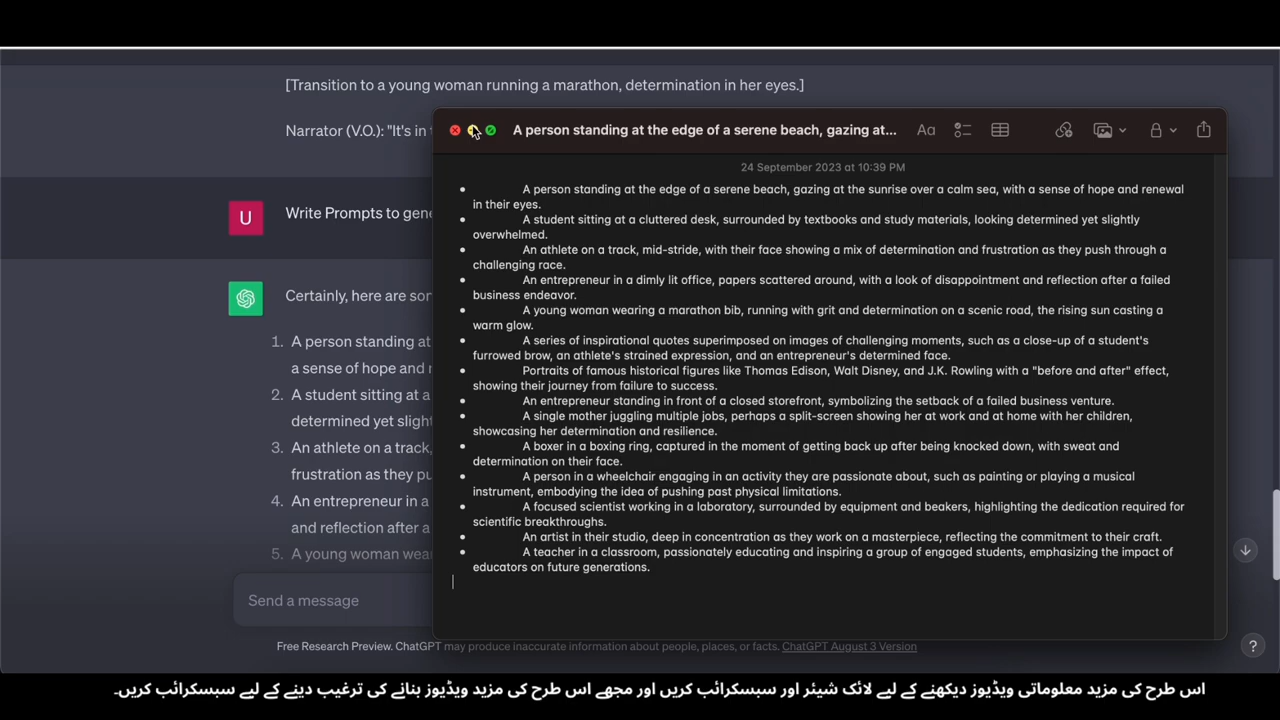 [Transition to a young woman running a marathon, determination in her eyes.]
Narrator (V.O.): "It's in t
U
Write Prompts to gene
Certainly, here are son
1. A person standing at
a sense of hope and r
2. A student sitting at a
determined yet slight
3. An athlete on a track,
frustration as they pu
4. An entrepreneur in a
and reflection after a
5. A young woman wear
Send a message
Free Research Preview. ChatGPT may produce inaccurate information about people, places, or facts. ChatGPT August 3 Version
?
A person standing at the edge of a serene beach, gazing at...
Aa
24 September 2023 at 10:39 PM
• A person standing at the edge of a serene beach, gazing at the sunrise over a calm sea, with a sense of hope and renewal
in their eyes.
• A student sitting at a cluttered desk, surrounded by textbooks and study materials, looking determined yet slightly
overwhelmed.
• An athlete on a track, mid-stride, with their face showing a mix of determination and frustration as they push through a
challenging race.
• An entrepreneur in a dimly lit office, papers scattered around, with a look of disappointment and reflection after a failed
business endeavor.
• A young woman wearing a marathon bib, running with grit and determination on a scenic road, the rising sun casting a
warm glow.
• A series of inspirational quotes superimposed on images of challenging moments, such as a close-up of a student's
furrowed brow, an athlete's strained expression, and an entrepreneur's determined face.
• Portraits of famous historical figures like Thomas Edison, Walt Disney, and J.K. Rowling with a "before and after" effect,
showing their journey from failure to success.
• An entrepreneur standing in front of a closed storefront, symbolizing the setback of a failed business venture.
• A single mother juggling multiple jobs, perhaps a split-screen showing her at work and at home with her children,
showcasing her determination and resilience.
• A boxer in a boxing ring, captured in the moment of getting back up after being knocked down, with sweat and
determination on their face.
• A person in a wheelchair engaging in an activity they are passionate about, such as painting or playing a musical
instrument, embodying the idea of pushing past physical limitations.
• A focused scientist working in a laboratory, surrounded by equipment and beakers, highlighting the dedication required for
scientific breakthroughs.
• An artist in their studio, deep in concentration as they work on a masterpiece, reflecting the commitment to their craft.
• A teacher in a classroom, passionately educating and inspiring a group of engaged students, emphasizing the impact of
educators on future generations.
اس طرح کی مزید معلوماتی ویڈیوز دیکھنے کے لیے لائک شیئر اور سبسکرائب کریں اور مجھے اس طرح کی مزید ویڈیوز بنانے کی ترغیب دینے کے لیے سبسکرائب کریں۔